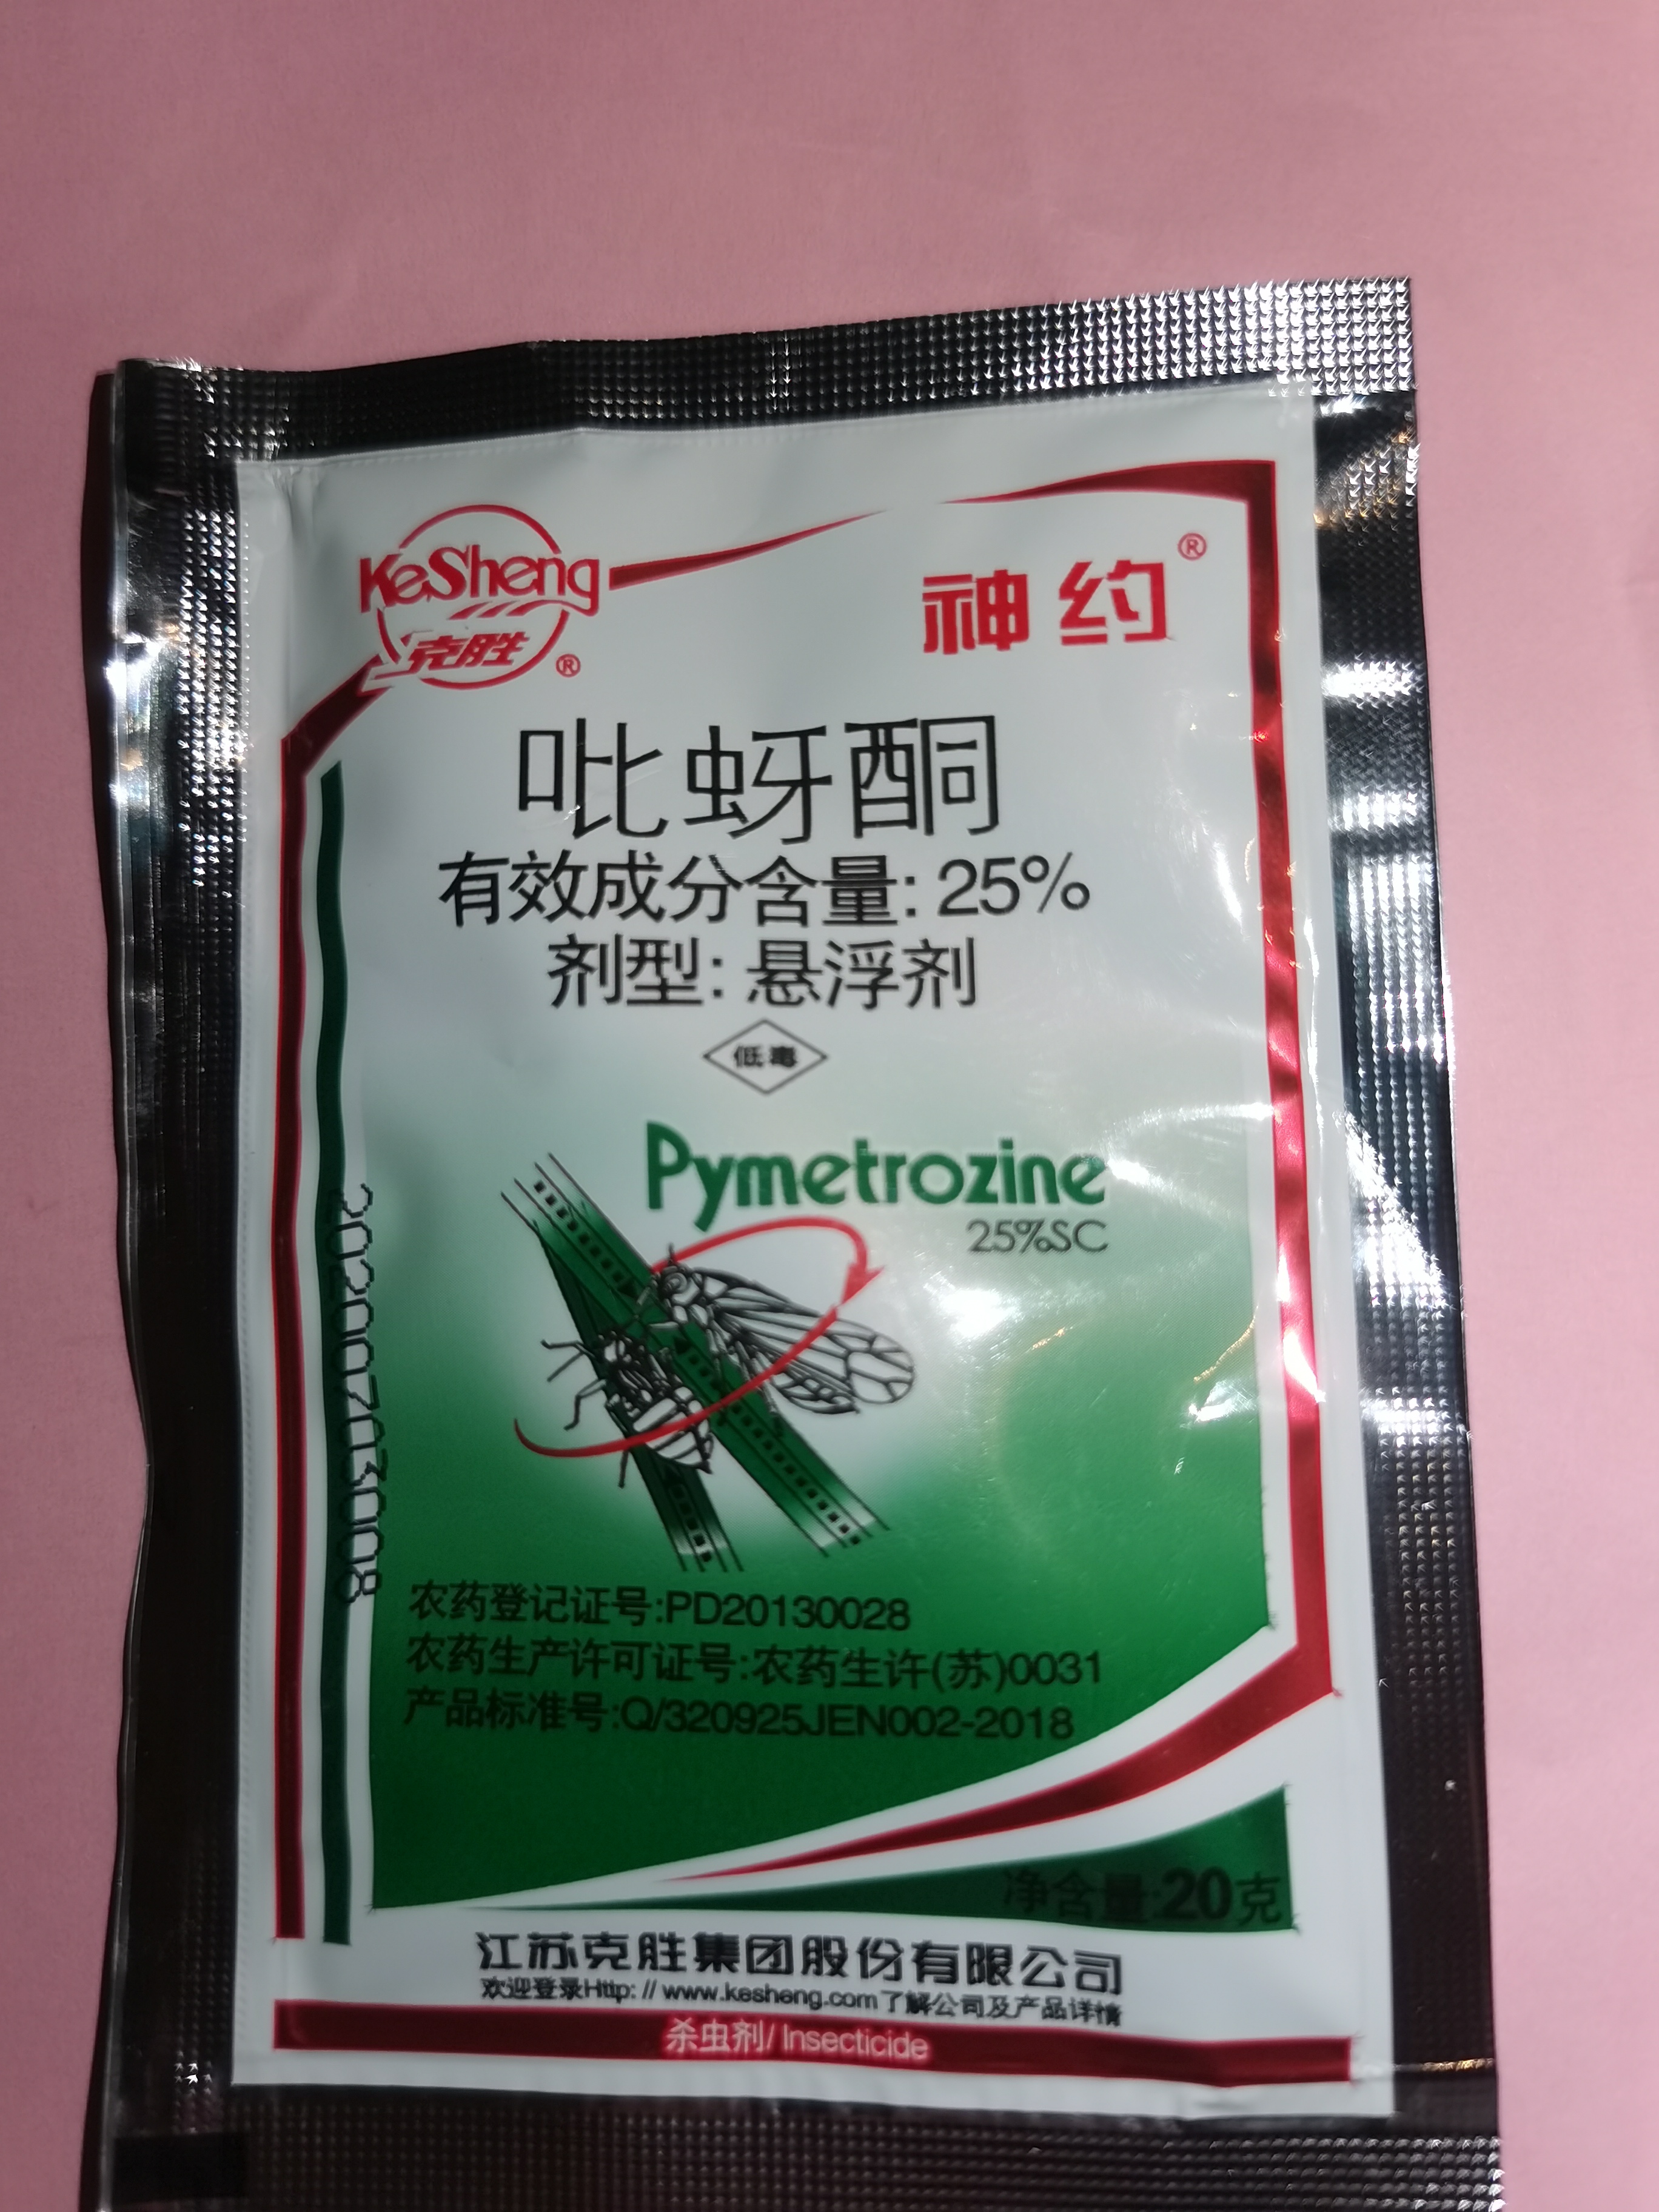 KeSheng
克胜®
神约®
吡蚜酮
有效成分含量:25%
剂型:悬浮剂
低毒
Pymetrozine
25%SC
20200703008
农药登记证号:PD20130028
农药生产许可证号:农药生许(苏)0031
产品标准号:Q/320925JEN002-2018
净含量:20克
江苏克胜集团股份有限公司
欢迎登录Http: // www.kesheng.com了解公司及产品详情
杀虫剂/ Insecticide